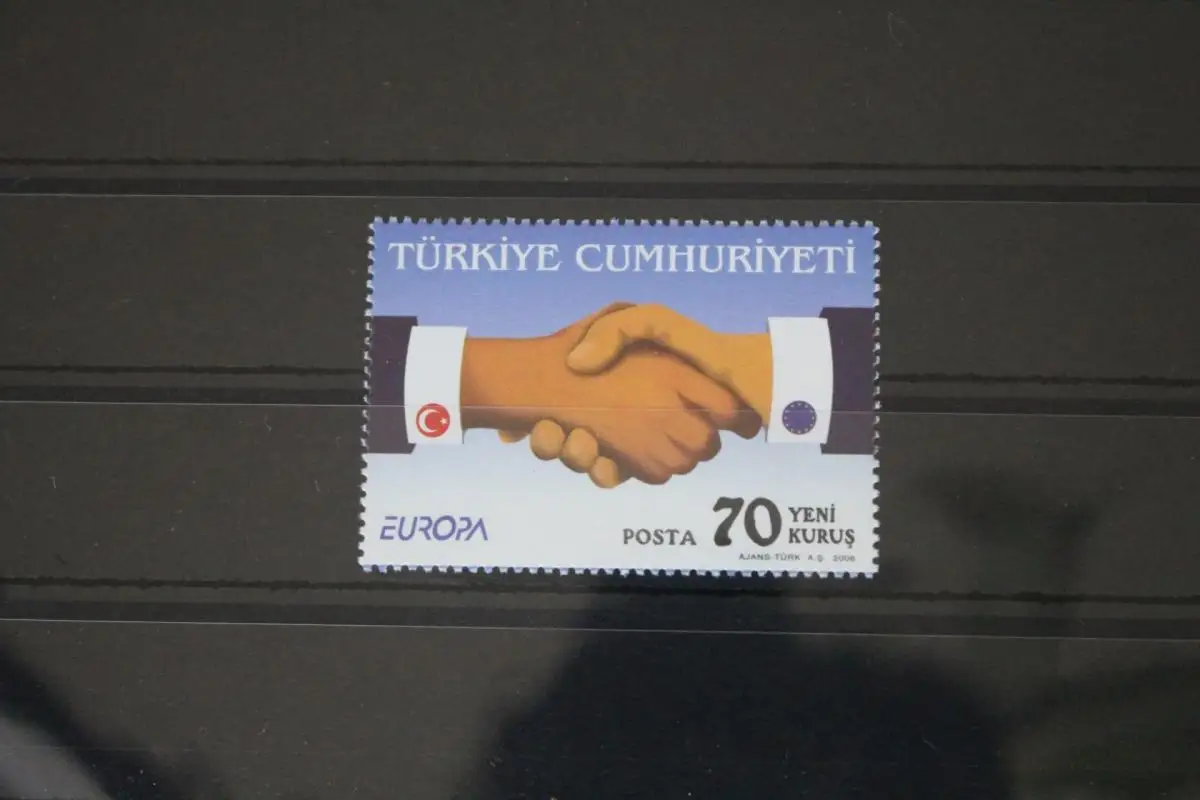 TÜRKİYE CUMHURİYETİ
EUROPA
POSTA 70 YENİ KURUŞ
AJANS-TÜRK A.Ş. 2006